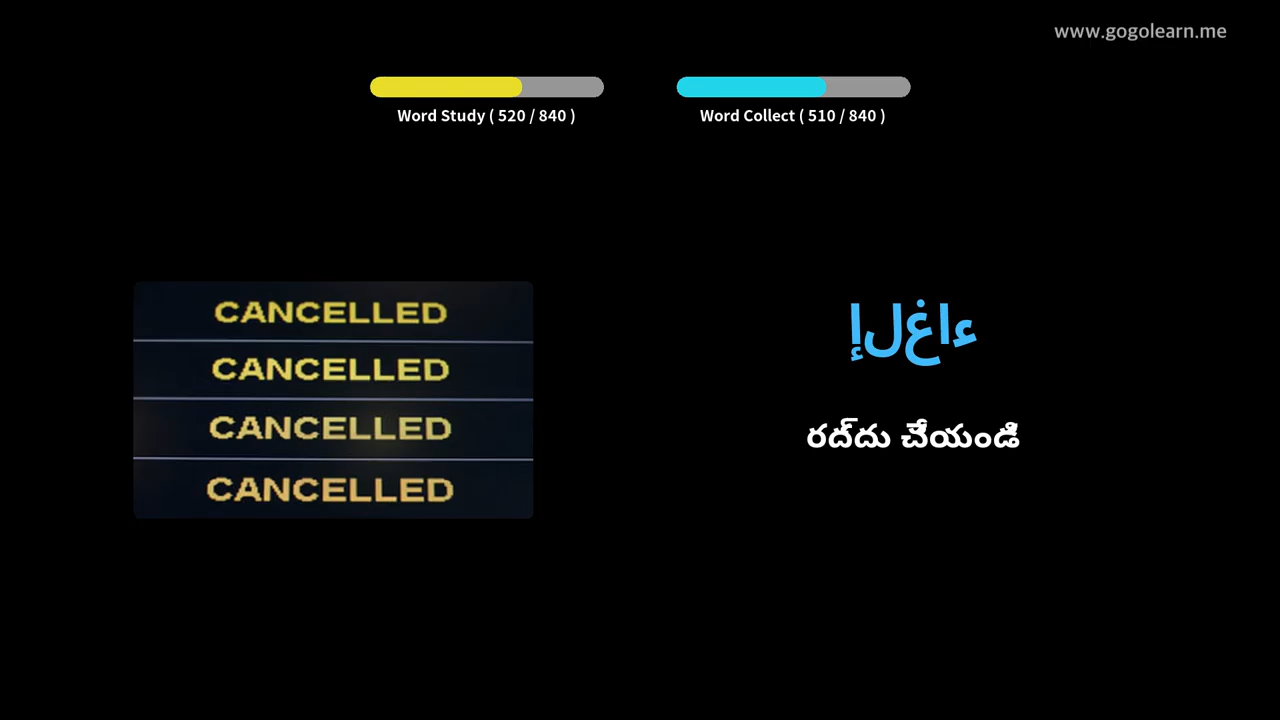 www.gogolearn.me
Word Study ( 520 / 840 )
Word Collect ( 510 / 840 )
CANCELLED
CANCELLED
CANCELLED
CANCELLED
إلغاء
రద్దు చేయండి